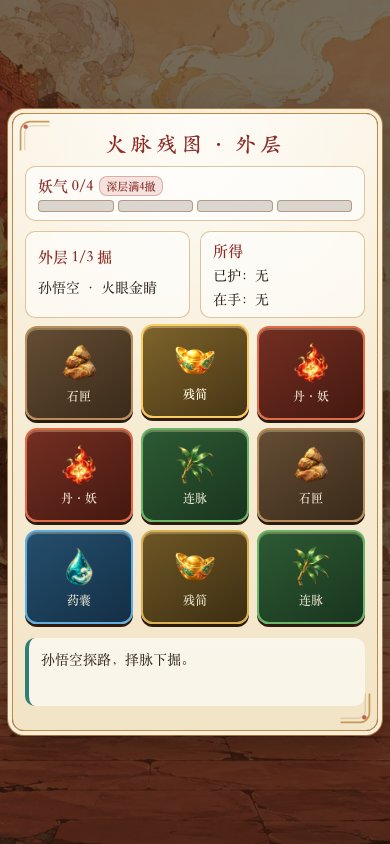 火脉残图 · 外层
妖气 0/4 深层满4撤
外层 1/3 掘
孙悟空 · 火眼金睛
所得
已护：无
在手：无
石匣
残简
丹·妖
丹·妖
连脉
石匣
药囊
残简
连脉
孙悟空探路，择脉下掘。